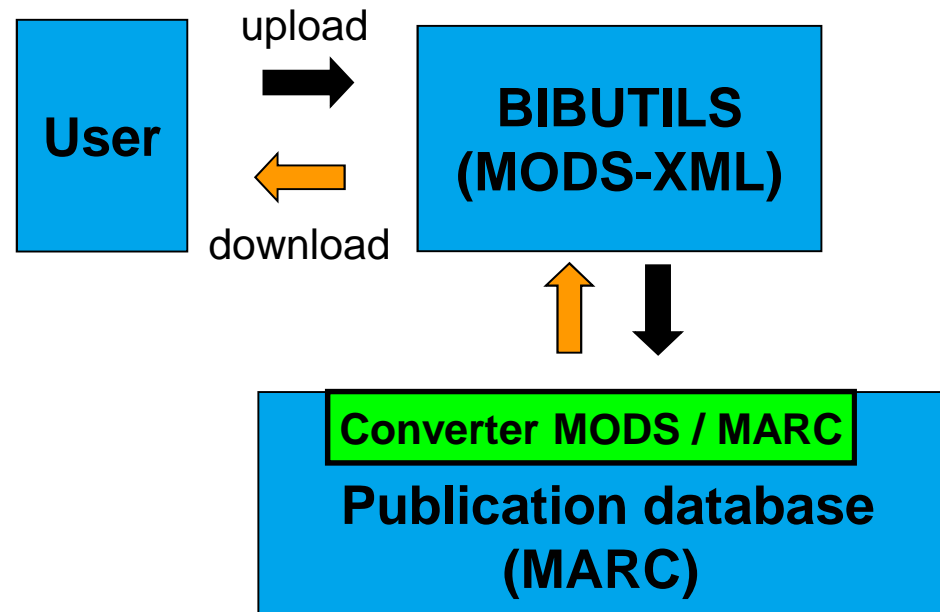 upload
User
BIBUTILS
(MODS-XML)
download
Converter MODS / MARC
Publication database
(MARC)